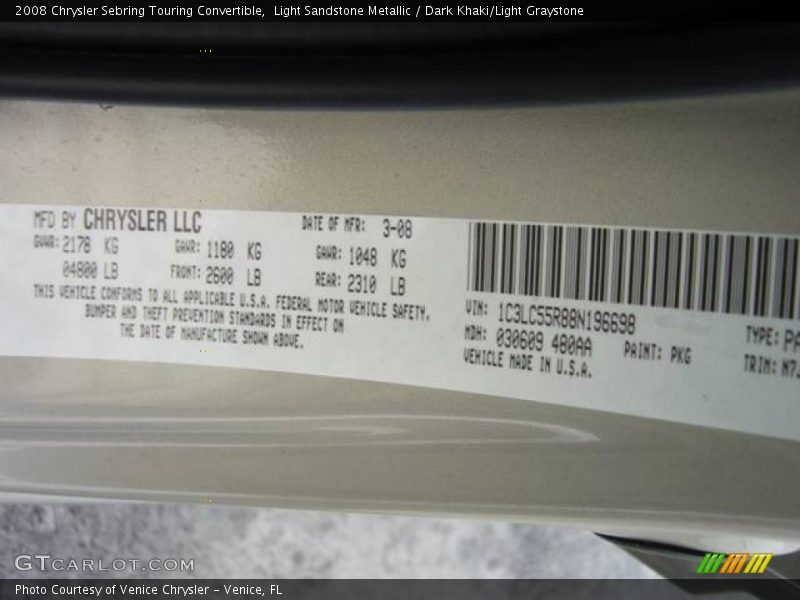 2008 Chrysler Sebring Touring Convertible,  Light Sandstone Metallic / Dark Khaki/Light Graystone
MFD BY CHRYSLER LLC DATE OF MFR: 3-08
GVWR: 2178 KG GAWR: 1180 KG GAWR: 1048 KG
04800 LB FRONT: 2600 LB REAR: 2310 LB
THIS VEHICLE CONFORMS TO ALL APPLICABLE U.S.A. FEDERAL MOTOR VEHICLE SAFETY,
BUMPER AND THEFT PREVENTION STANDARDS IN EFFECT ON
THE DATE OF MANUFACTURE SHOWN ABOVE.
VIN: 1C3LC55R88N196698
MDH: 030609 480AA PAINT: PKG TYPE: PA
VEHICLE MADE IN U.S.A. TRIM: N7J
GTCARLOT.COM
Photo Courtesy of Venice Chrysler - Venice, FL